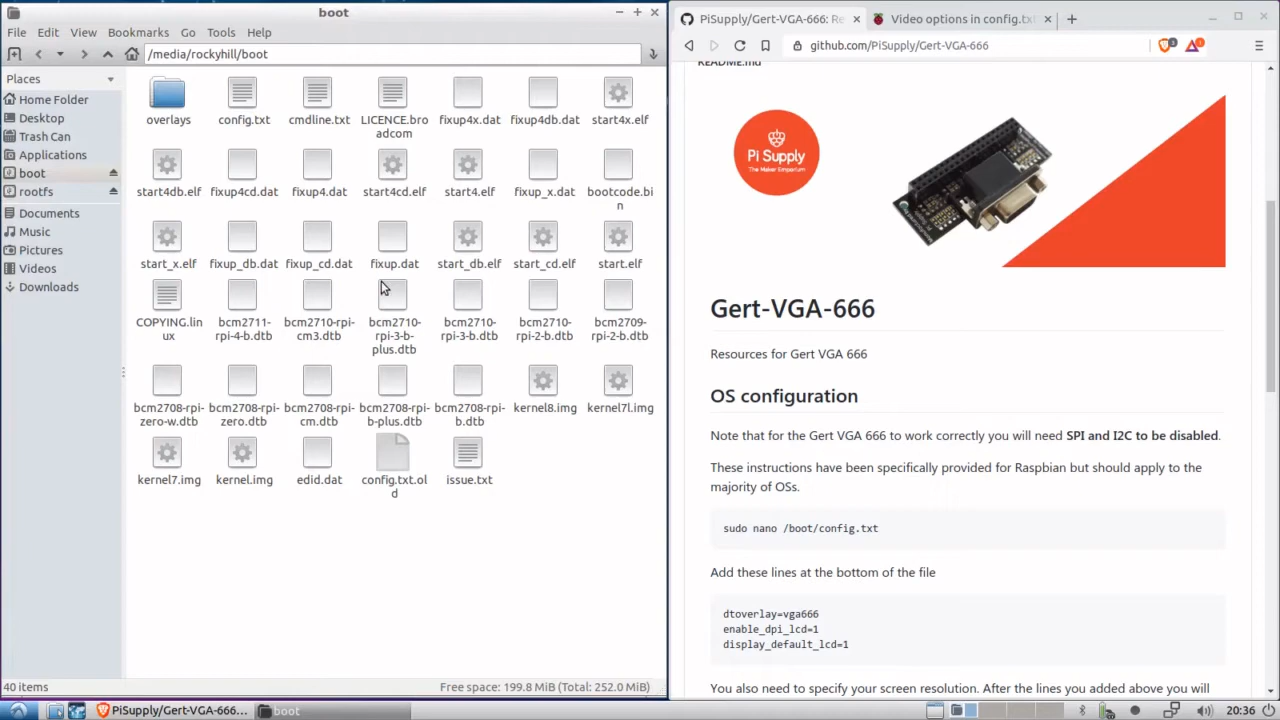 boot
File Edit View Go Bookmarks Go Tools Help
/media/rockyhill/boot
Places
Home Folder
Desktop
Trash Can
Applications
boot
rootfs
Documents
Music
Pictures
Videos
Downloads
overlays config.txt cmdline.txt LICENCE.bro fixup4x.dat fixup4db.dat start4x.elf
adcom
start4db.elf fixup4cd.dat fixup4.dat start4cd.elf start4.elf fixup_x.dat bootcode.bi
n
start_x.elf fixup_db.dat fixup_cd.dat fixup.dat start_db.elf start_cd.elf start.elf
COPYING.lin bcm2711- bcm2710-rpi- bcm2710- bcm2710- bcm2710- bcm2709-
ux rpi-4-b.dtb cm3.dtb rpi-3-b- rpi-3-b.dtb rpi-2-b.dtb rpi-2-b.dtb
plus.dtb
bcm2708-rpi- bcm2708-rpi- bcm2708-rpi- bcm2708-rpi- bcm2708-rpi- kernel8.img kernel7l.img
zero-w.dtb zero.dtb cm.dtb b-plus.dtb b.dtb
kernel7.img kernel.img edid.dat config.txt.ol issue.txt
d
40 items
Free space: 199.8 MiB (Total: 252.0 MiB)
PiSupply/Gert-VGA-666: Re
Video options in config.tx
github.com/PiSupply/Gert-VGA-666
3
1
README.md
Pi Supply
The Maker Emporium
Gert-VGA-666
Resources for Gert VGA 666
OS configuration
Note that for the Gert VGA 666 to work correctly you will need SPI and I2C to be disabled.
These instructions have been specifically provided for Raspbian but should apply to the
majority of OSs.
sudo nano /boot/config.txt
Add these lines at the bottom of the file
dtoverlay=vga666
enable_dpi_lcd=1
display_default_lcd=1
You also need to specify your screen resolution. After the lines you added above you will
PiSupply/Gert-VGA-666...
boot
20:36